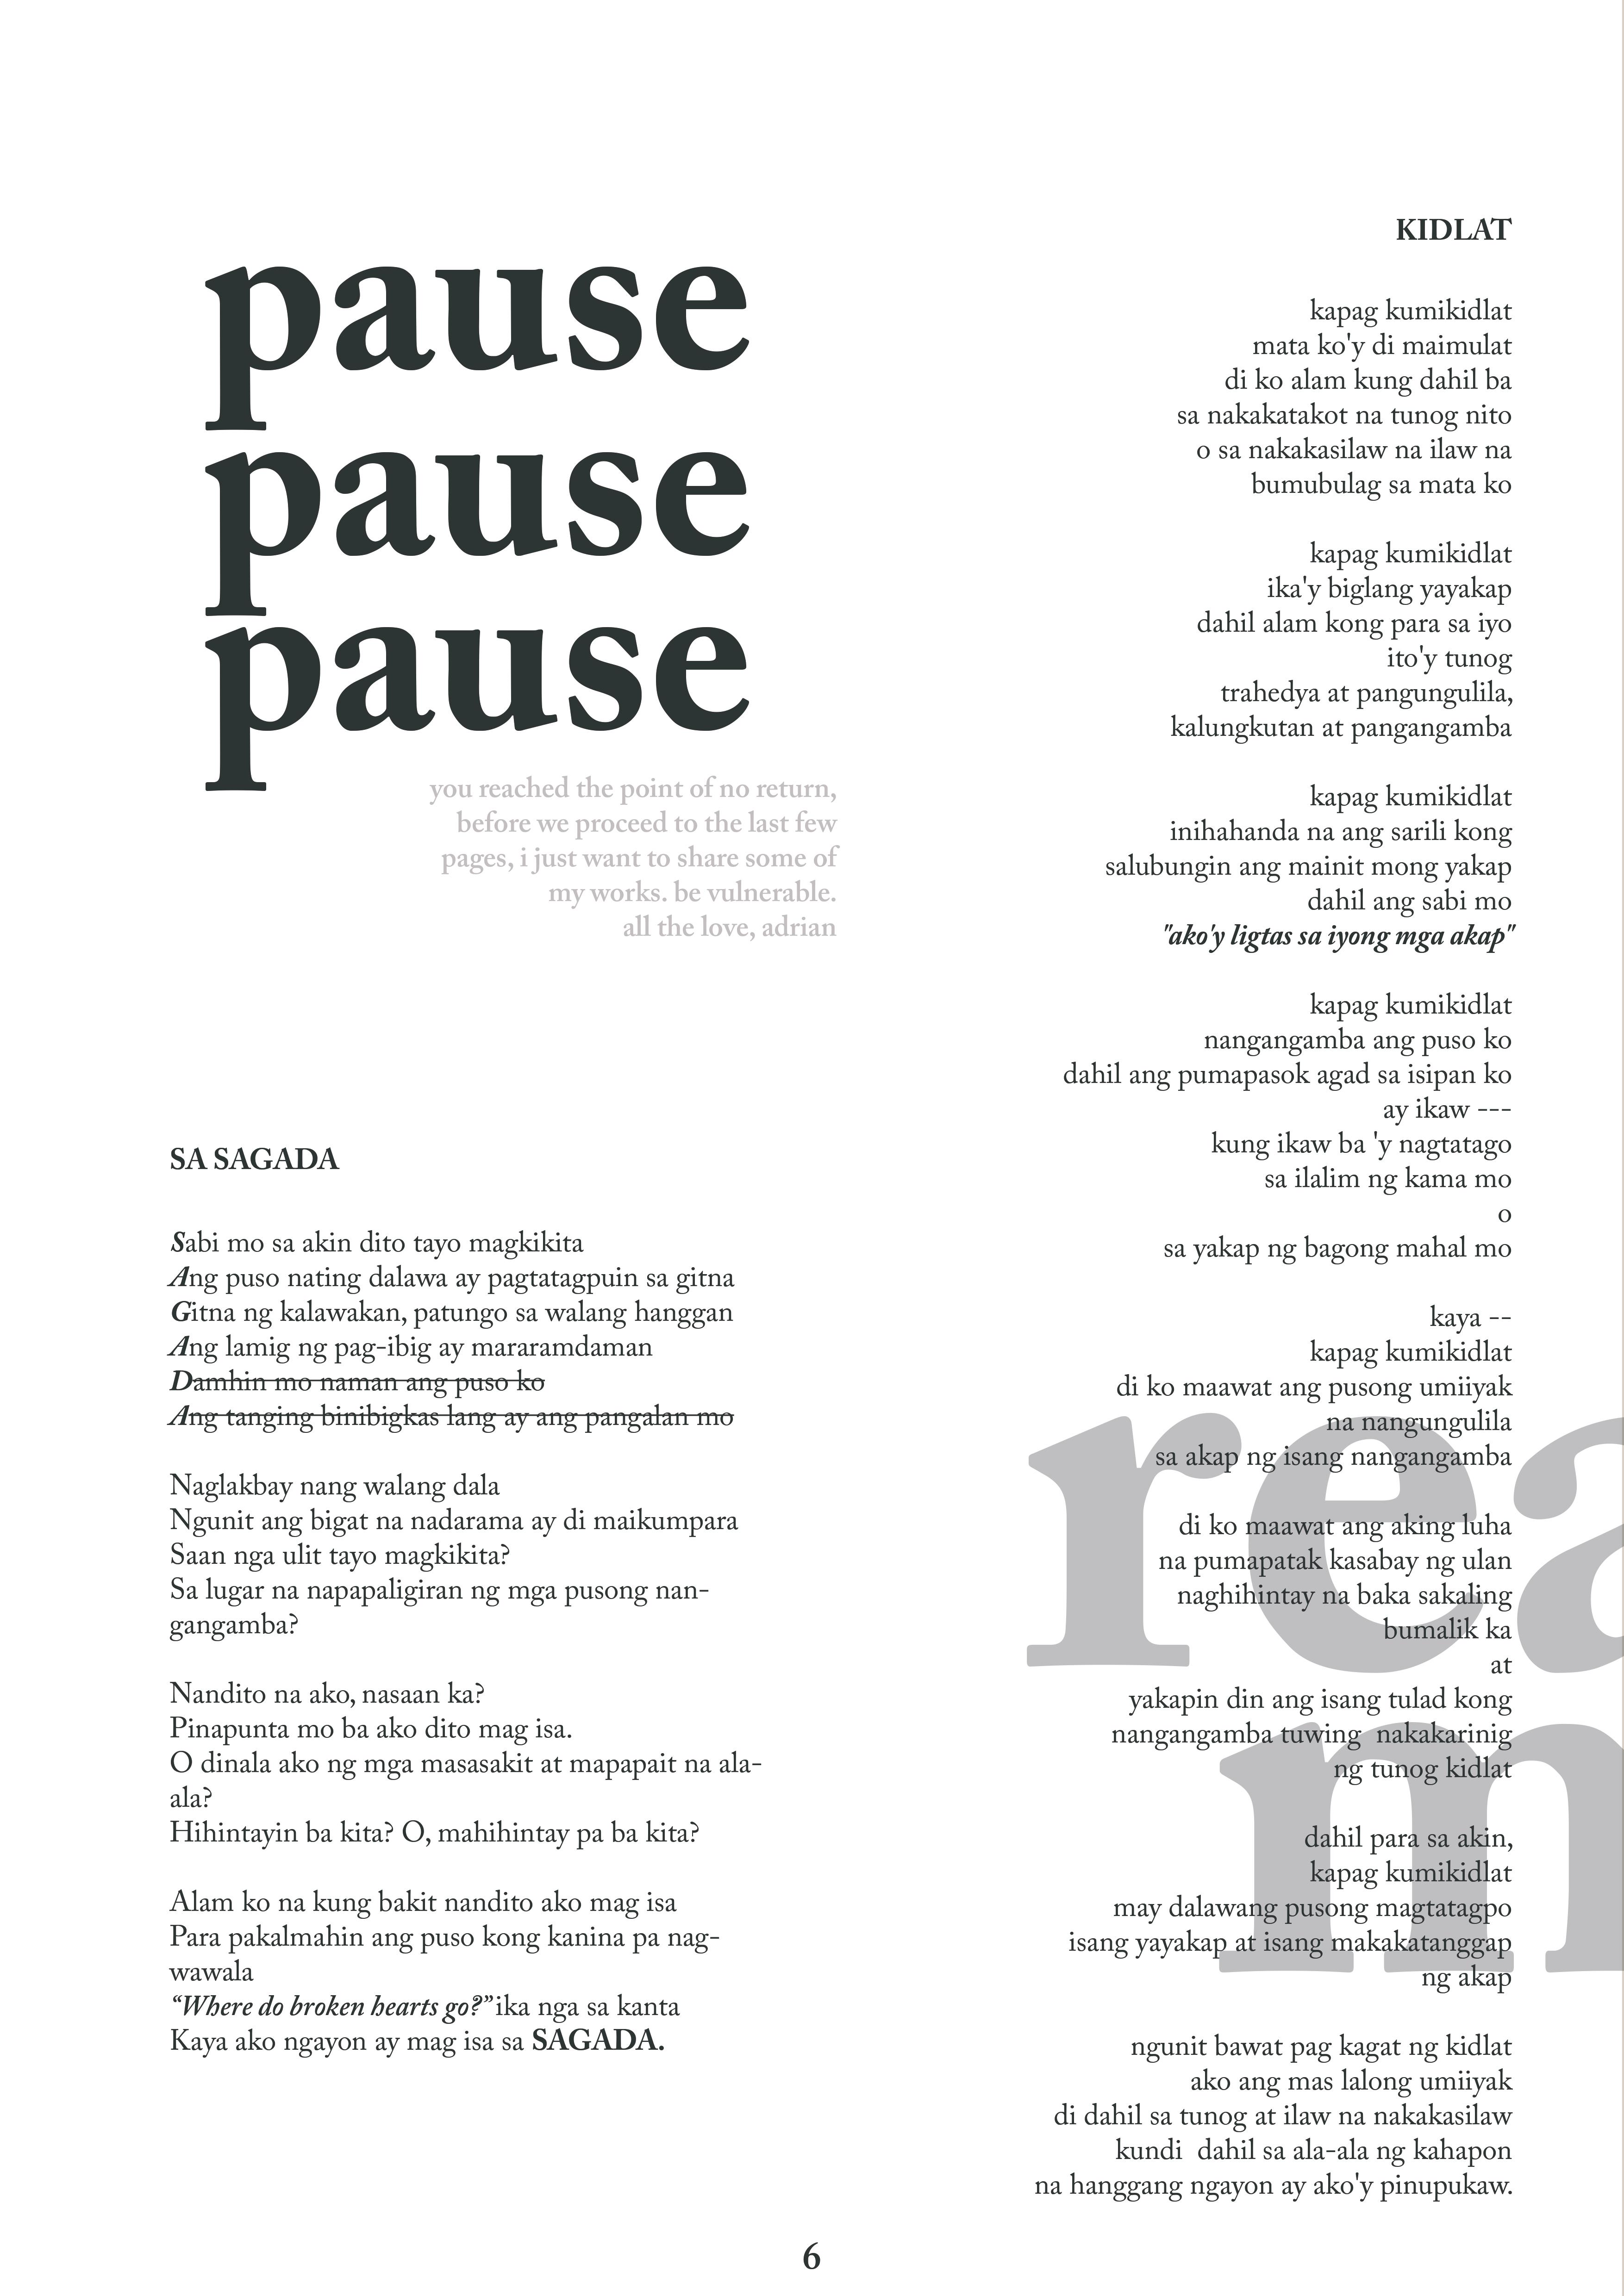 pause
pause
pause
you reached the point of no return,
before we proceed to the last few
pages, i just want to share some of
my works. be vulnerable.
all the love, adrian
SA SAGADA
Sabi mo sa akin dito tayo magkikita
Ang puso nating dalawa ay pagtatagpuin sa gitna
Gitna ng kalawakan, patungo sa walang hanggan
Ang lamig ng pag-ibig ay mararamdaman
Damhin mo naman ang puso ko
Ang tanging binibigkas lang ay ang pangalan mo
Naglakbay nang walang dala
Ngunit ang bigat na nadarama ay di maikumpara
Saan nga ulit tayo magkikita?
Sa lugar na napapaligiran ng mga pusong nan-
gangamba?
Nandito na ako, nasaan ka?
Pinapunta mo ba ako dito mag isa.
O dinala ako ng mga masasakit at mapapait na ala-
ala?
Hihintayin ba kita? O, mahihintay pa ba kita?
Alam ko na kung bakit nandito ako mag isa
Para pakalmahin ang puso kong kanina pa nag-
wawala
“Where do broken hearts go?” ika nga sa kanta
Kaya ako ngayon ay mag isa sa SAGADA.
KIDLAT
kapag kumikidlat
mata ko'y di maimulat
di ko alam kung dahil ba
sa nakakatakot na tunog nito
o sa nakakasilaw na ilaw na
bumubulag sa mata ko
kapag kumikidlat
ika'y biglang yayakap
dahil alam kong para sa iyo
ito'y tunog
trahedya at pangungulila,
kalungkutan at pangangamba
kapag kumikidlat
inihahanda na ang sarili kong
salubungin ang mainit mong yakap
dahil ang sabi mo
"ako'y ligtas sa iyong mga akap"
kapag kumikidlat
nangangamba ang puso ko
dahil ang pumapasok agad sa isipan ko
ay ikaw ---
kung ikaw ba 'y nagtatago
sa ilalim ng kama mo
o
sa yakap ng bagong mahal mo
kaya --
kapag kumikidlat
di ko maawat ang pusong umiiyak
na nangungulila
sa akap ng isang nangangamba
di ko maawat ang aking luha
na pumapatak kasabay ng ulan
naghihintay na baka sakaling
bumalik ka
at
yakapin din ang isang tulad kong
nangangamba tuwing  nakakarinig
ng tunog kidlat
dahil para sa akin,
kapag kumikidlat
may dalawang pusong magtatagpo
isang yayakap at isang makakatanggap
ng akap
ngunit bawat pag kagat ng kidlat
ako ang mas lalong umiiyak
di dahil sa tunog at ilaw na nakakasilaw
kundi  dahil sa ala-ala ng kahapon
na hanggang ngayon ay ako'y pinupukaw.
rea
m
6